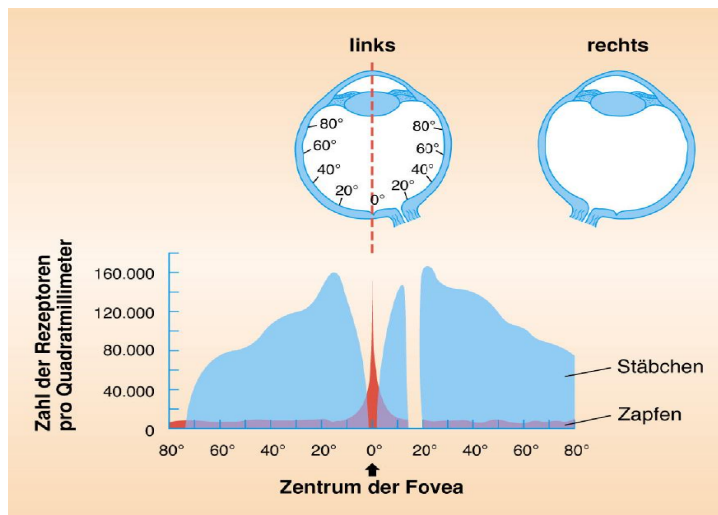 links
rechts
80°
80°
60°
60°
40°
40°
20°
0°
20°
Zahl der Rezeptoren
pro Quadratmillimeter
160.000
120.000
80.000
40.000
0
Stäbchen
Zapfen
80° 60° 40° 20° 0° 20° 40° 60° 80°
Zentrum der Fovea